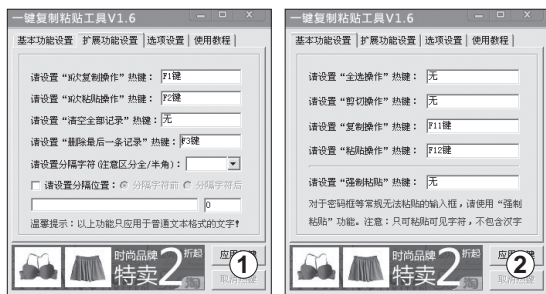 一键复制粘贴工具V1.6
基本功能设置 扩展功能设置 选项设置 使用教程
请设置“N次复制操作”热键： F1键
请设置“N次粘贴操作”热键： F2键
请设置“清空全部记录”热键： 无
请设置“删除最后一条记录”热键： F3键
请设置分隔字符(注意区分全/半角)：
请设置分隔位置： 分隔字符前 分隔字符后
0
温馨提示：以上功能只应用于普通文本格式的文字!
时尚品牌
特卖2折起
淘
取消热键
1
一键复制粘贴工具V1.6
基本功能设置 扩展功能设置 选项设置 使用教程
请设置“全选操作”热键： 无
请设置“剪切操作”热键： 无
请设置“复制操作”热键： F11键
请设置“粘贴操作”热键： F12键
请设置“强制粘贴”热键： 无
对于密码框等常规无法粘贴的输入框，请使用“强制
粘贴”功能。注意：只可粘贴可见字符，不包含汉字
时尚品牌
特卖2折起
淘
2